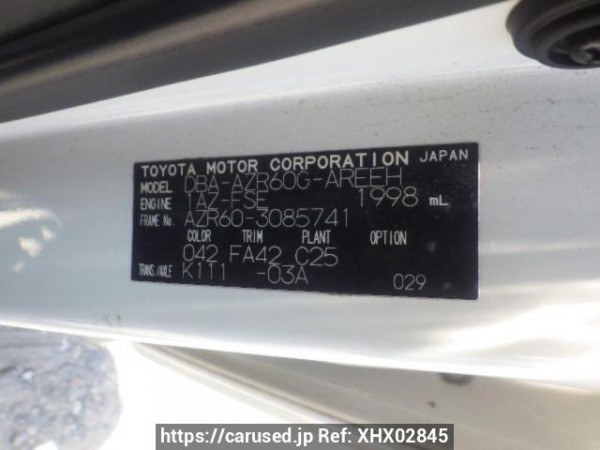 TOYOTA MOTOR CORPORATION JAPAN
MODEL DBA-AZR60G-AREEH
ENGINE 1AZ-FSE 1998 mL
FRAME No. AZR60-3085741
COLOR TRIM PLANT OPTION
042 FA42 C25
TRANS/AXLE K111 -03A 029
https://carused.jp Ref: XHX02845